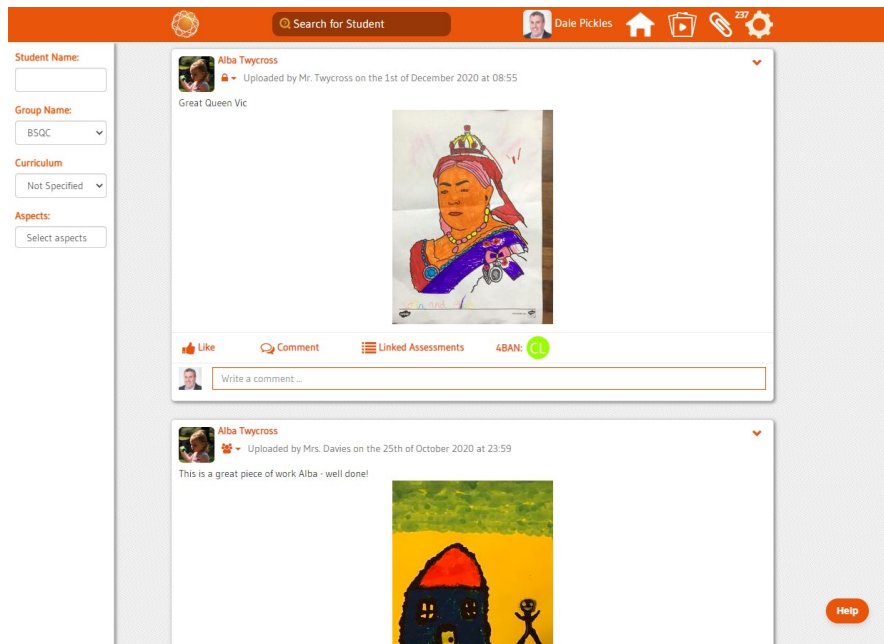 Search for Student
Dale Pickles
237
Student Name:
Group Name:
BSQC
Curriculum
Not Specified
Aspects:
Select aspects
Alba Twycross
Uploaded by Mr. Twycross on the 1st of December 2020 at 08:55
Great Queen Vic
Like
Comment
Linked Assessments
4BAN:
CL
Write a comment ...
Alba Twycross
Uploaded by Mrs. Davies on the 25th of October 2020 at 23:59
This is a great piece of work Alba - well done!
Help